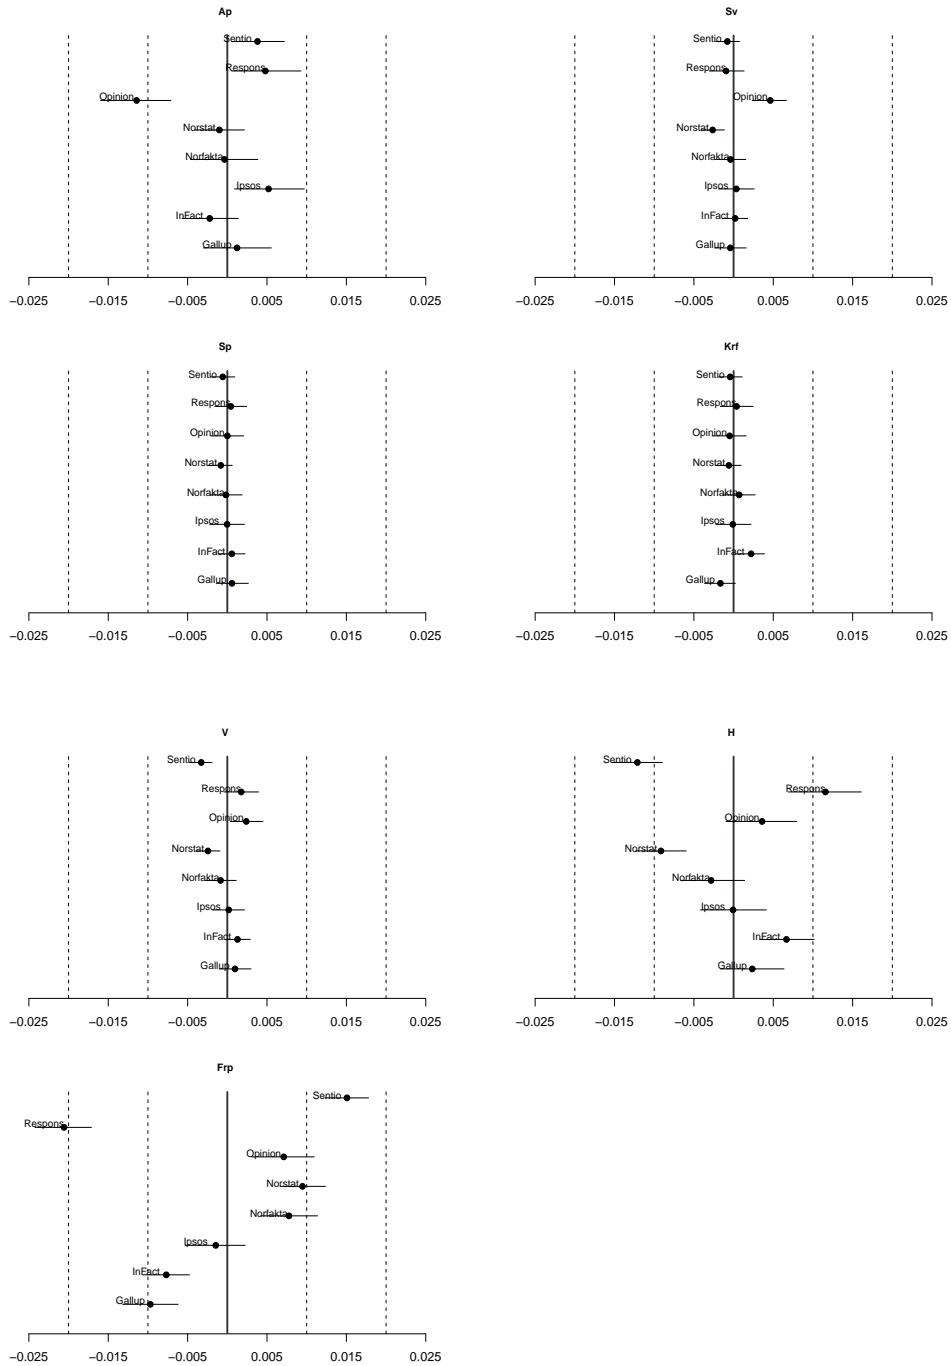 Ap
Sentio
Respons
Opinion
Norstat
Norfakta
Ipsos
InFact
Gallup
−0.025 −0.015 −0.005 0.005 0.015 0.025
Sv
Sentio
Respons
Opinion
Norstat
Norfakta
Ipsos
InFact
Gallup
−0.025 −0.015 −0.005 0.005 0.015 0.025
Sp
Sentio
Respons
Opinion
Norstat
Norfakta
Ipsos
InFact
Gallup
−0.025 −0.015 −0.005 0.005 0.015 0.025
Krf
Sentio
Respons
Opinion
Norstat
Norfakta
Ipsos
InFact
Gallup
−0.025 −0.015 −0.005 0.005 0.015 0.025
V
Sentio
Respons
Opinion
Norstat
Norfakta
Ipsos
InFact
Gallup
−0.025 −0.015 −0.005 0.005 0.015 0.025
H
Sentio
Respons
Opinion
Norstat
Norfakta
Ipsos
InFact
Gallup
−0.025 −0.015 −0.005 0.005 0.015 0.025
Frp
Sentio
Respons
Opinion
Norstat
Norfakta
Ipsos
InFact
Gallup
−0.025 −0.015 −0.005 0.005 0.015 0.025